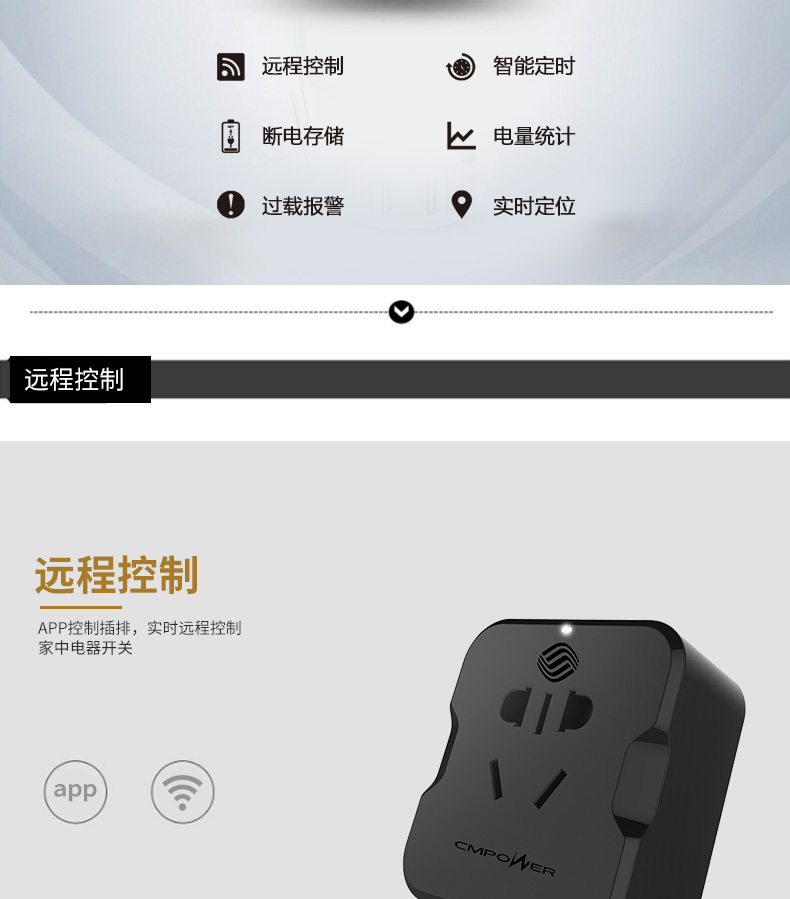 远程控制
智能定时
断电存储
电量统计
过载报警
实时定位
远程控制
远程控制
APP控制插排，实时远程控制
家中电器开关
app
CMPOWER